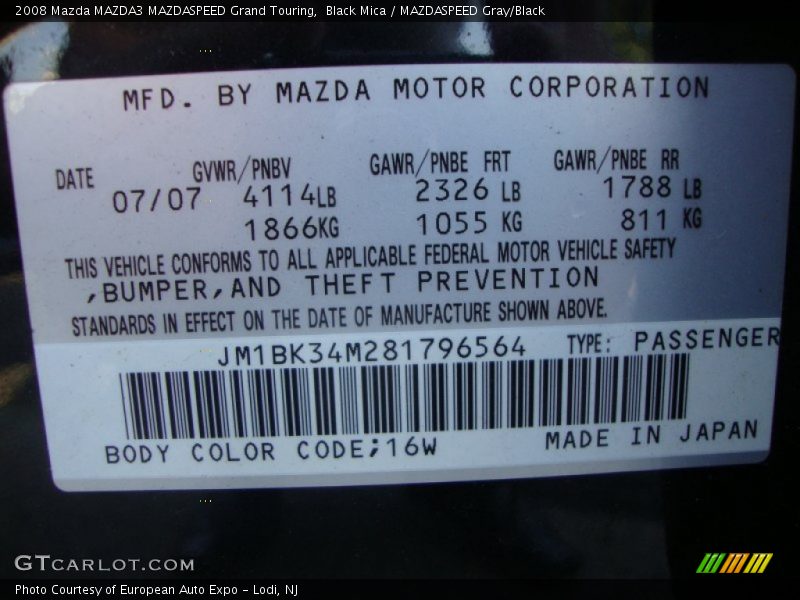 2008 Mazda MAZDA3 MAZDASPEED Grand Touring, Black Mica / MAZDASPEED Gray/Black
MFD. BY MAZDA MOTOR CORPORATION
DATE GVWR/PNBV GAWR/PNBE FRT GAWR/PNBE RR
07/07 4114LB 2326 LB 1788 LB
1866KG 1055 KG 811 KG
THIS VEHICLE CONFORMS TO ALL APPLICABLE FEDERAL MOTOR VEHICLE SAFETY
,BUMPER,AND THEFT PREVENTION
STANDARDS IN EFFECT ON THE DATE OF MANUFACTURE SHOWN ABOVE.
JM1BK34M281796564 TYPE: PASSENGER
BODY COLOR CODE;16W MADE IN JAPAN
GTCARLOT.COM
Photo Courtesy of European Auto Expo - Lodi, NJ